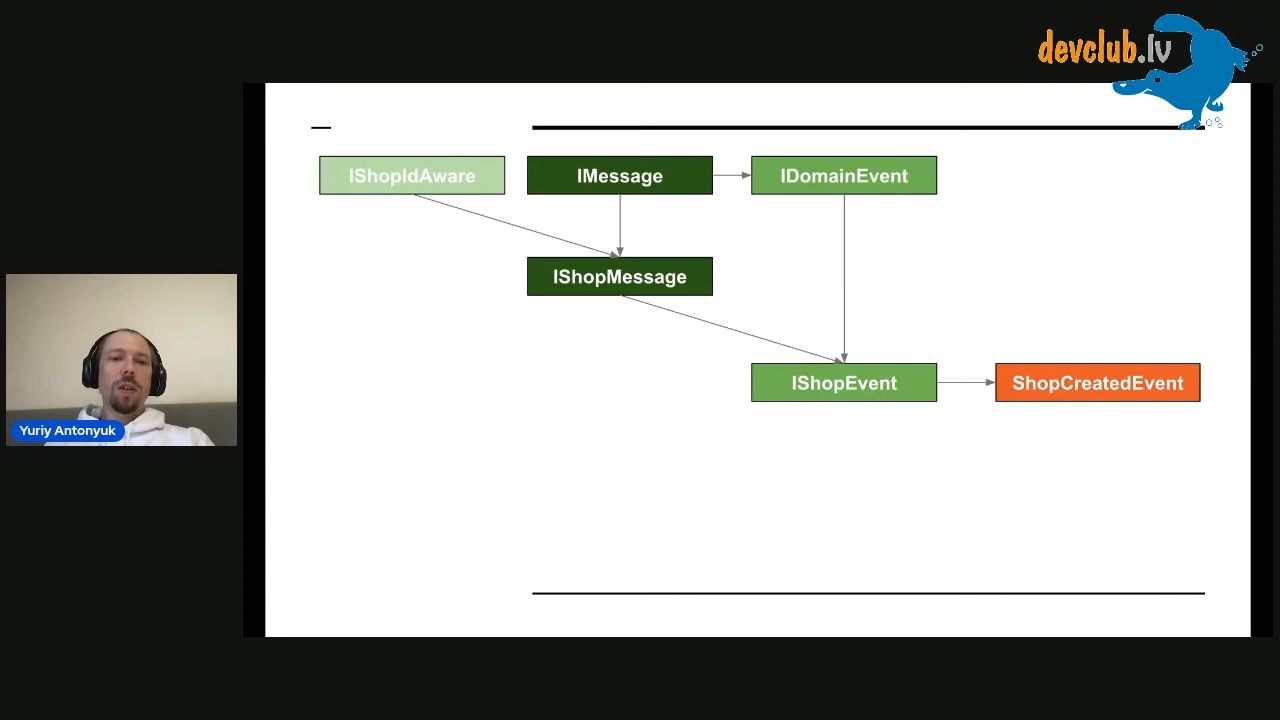 devclub.lv
IShopIdAware
IMessage
IDomainEvent
IShopMessage
IShopEvent
ShopCreatedEvent
Yuriy Antonyuk